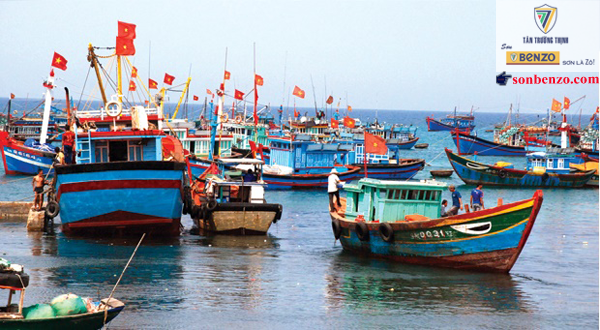 TÂN TRƯỜNG THỊNH
Sơn
BENZO
SƠN LÀ ZÔ!
sonbenzo.com